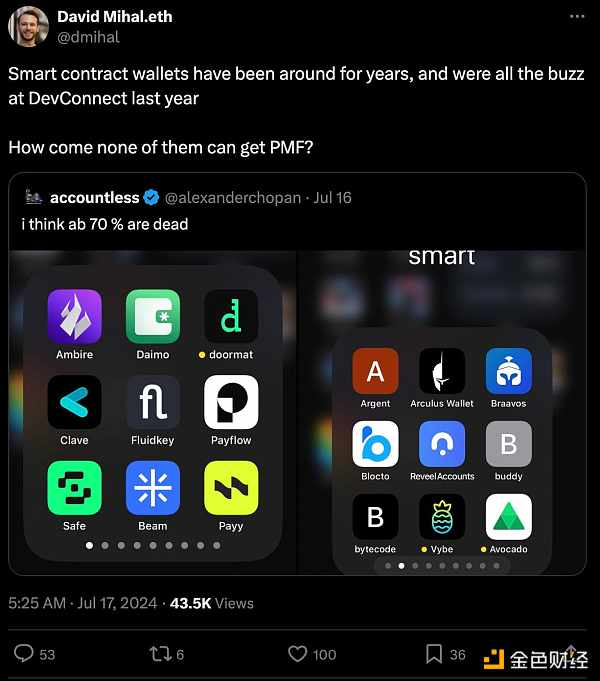 David Mihal.eth
@dmihal
Smart contract wallets have been around for years, and were all the buzz
at DevConnect last year
How come none of them can get PMF?
accountless @alexanderchopan · Jul 16
i think ab 70 % are dead
Ambire Daimo doormat
Clave Fluidkey Payflow
Safe Beam Payy
smart
A
Argent Arculus Wallet Braavos
B
Blocto ReveelAccounts buddy
B
bytecode Vybe Avocado
5:25 AM · Jul 17, 2024 · 43.5K Views
53 6 100 36
金色财经